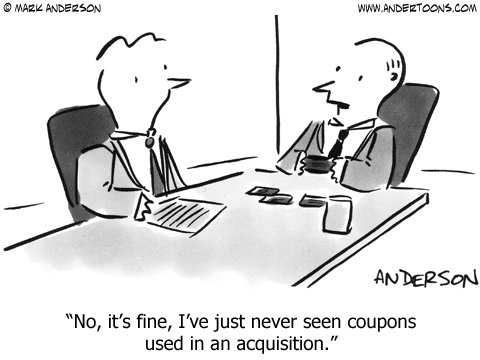 © MARK ANDERSON
WWW.ANDERTOONS.COM
ANDERSON
“No, it’s fine, I’ve just never seen coupons
used in an acquisition.”